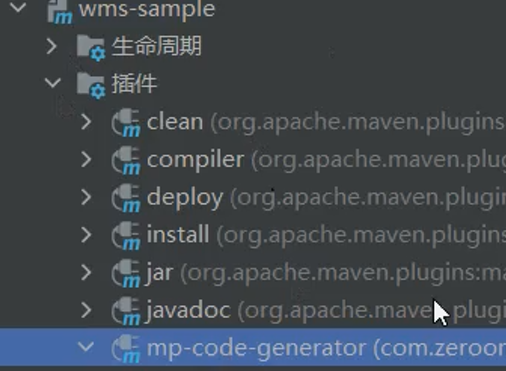 wms-sample
生命周期
插件
clean (org.apache.maven.plugins
compiler (org.apache.maven.plug
deploy (org.apache.maven.plugin
install (org.apache.maven.plugins
jar (org.apache.maven.plugins:ma
javadoc (org.apache.maven.plugi
mp-code-generator (com.zeroor